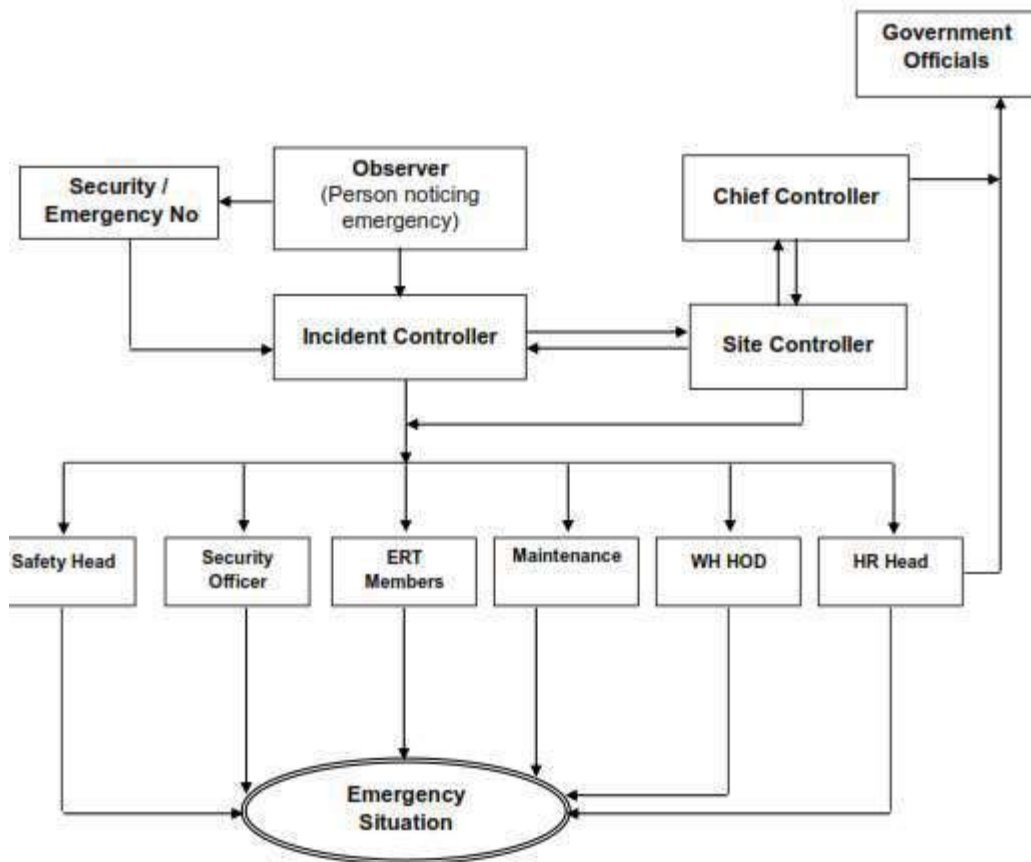 Government
Officials
Observer
(Person noticing
emergency)
Security /
Emergency No
Chief Controller
Incident Controller
Site Controller
Safety Head
Security
Officer
ERT
Members
Maintenance
WH HOD
HR Head
Emergency
Situation